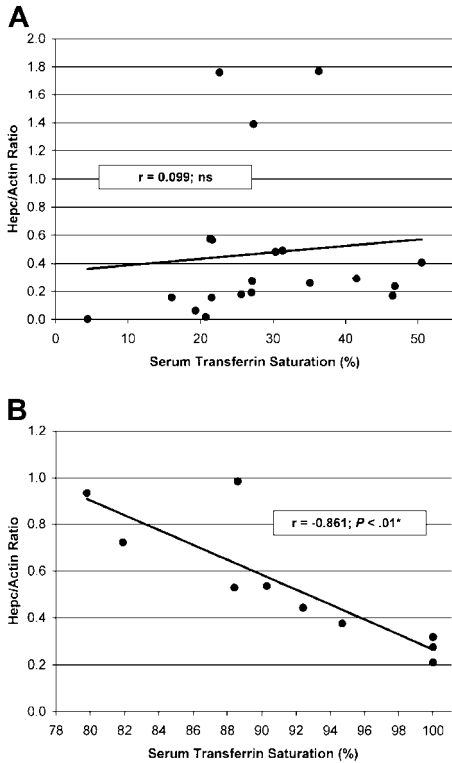 A
2.0
1.8
1.6
1.4
1.2
1.0
0.8
0.6
0.4
0.2
0.0
Hepc/Actin Ratio
r = 0.099; ns
0 10 20 30 40 50
Serum Transferrin Saturation (%)
B
1.2
1.0
0.8
0.6
0.4
0.2
0.0
Hepc/Actin Ratio
r = -0.861; P < .01*
78 80 82 84 86 88 90 92 94 96 98 100
Serum Transferrin Saturation (%)